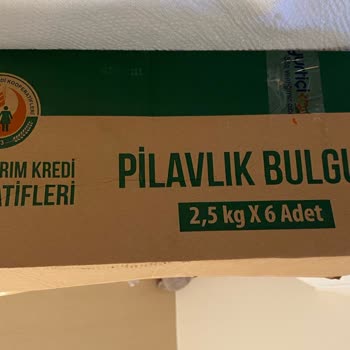 RIM KREDİ
ATİFLERİ
PİLAVLIK BULGU
2,5 kg X 6 Adet